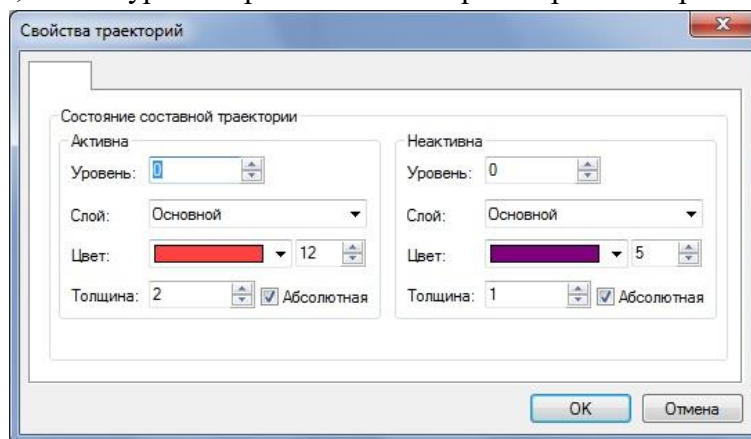 Свойства траекторий
Состояние составной траектории
Активна
Уровень: 0
Слой: Основной
Цвет: 12
Толщина: 2 Абсолютная
Неактивна
Уровень: 0
Слой: Основной
Цвет: 5
Толщина: 1 Абсолютная
OK Отмена